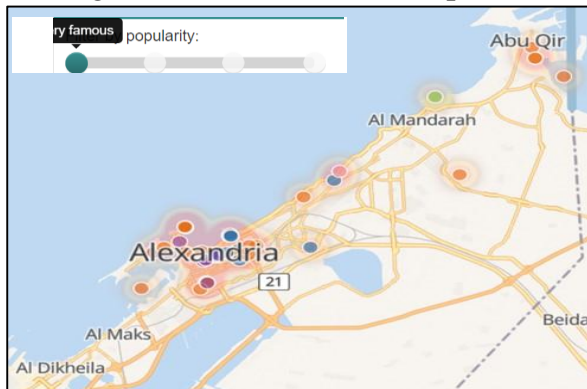 ry famous
popularity:
Abu Qir
Al Mandarah
Alexandria
21
Al Maks
Beida
Al Dikheila